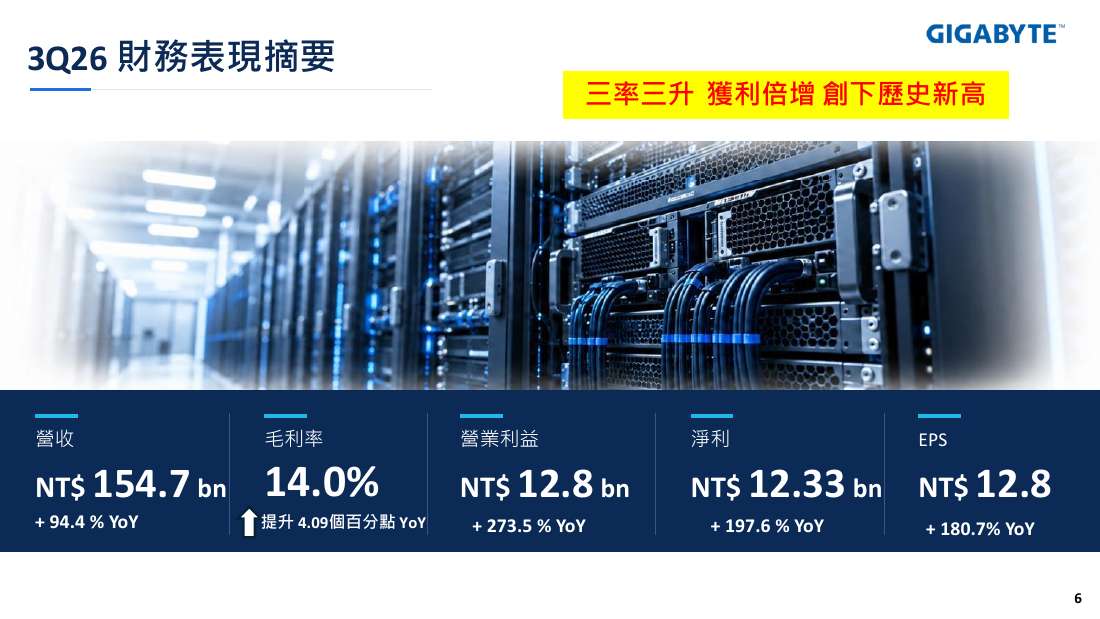 3Q26 財務表現摘要
GIGABYTE™
三率三升 獲利倍增 創下歷史新高
營收
NT$ 154.7 bn
+ 94.4 % YoY
毛利率
14.0%
提升 4.09個百分點 YoY
營業利益
NT$ 12.8 bn
+ 273.5 % YoY
淨利
NT$ 12.33 bn
+ 197.6 % YoY
EPS
NT$ 12.8
+ 180.7% YoY
6